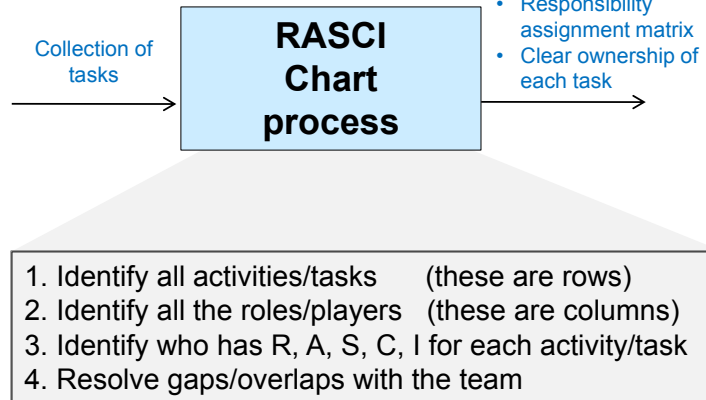 Collection of
tasks
RASCI
Chart
process
• Responsibility
assignment matrix
• Clear ownership of
each task
1. Identify all activities/tasks (these are rows)
2. Identify all the roles/players (these are columns)
3. Identify who has R, A, S, C, I for each activity/task
4. Resolve gaps/overlaps with the team